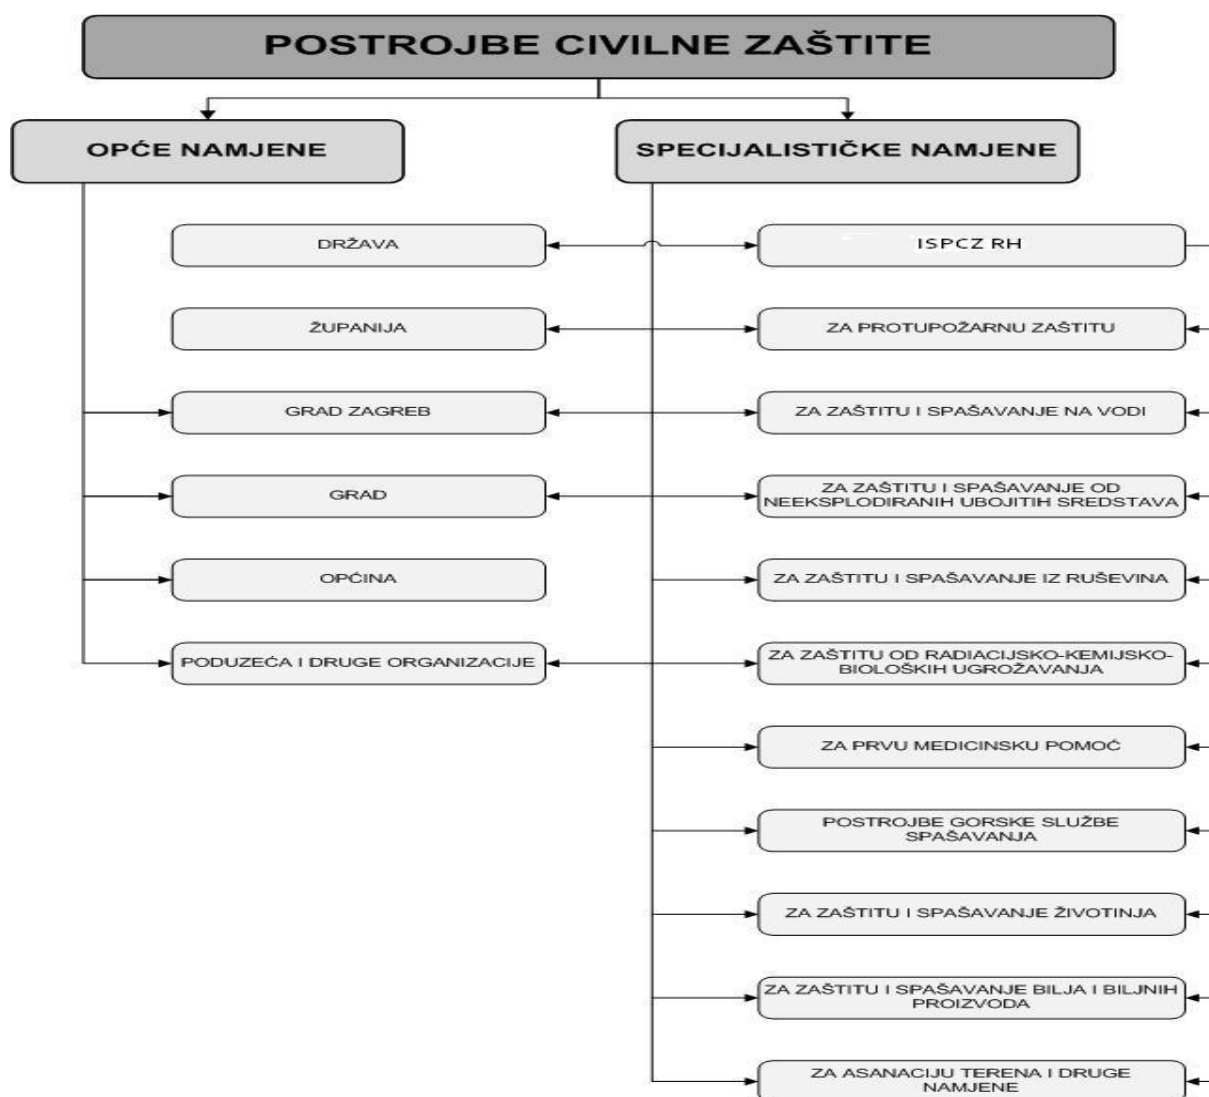 POSTROJBE CIVILNE ZAŠTITE
OPĆE NAMJENE
SPECIJALISTIČKE NAMJENE
DRŽAVA
ISPCZ RH
ŽUPANIJA
ZA PROTUPOŽARNU ZAŠTITU
GRAD ZAGREB
ZA ZAŠTITU I SPAŠAVANJE NA VODI
GRAD
ZA ZAŠTITU I SPAŠAVANJE OD
NEEKSPLODIRANIH UBOJITIH SREDSTAVA
OPĆINA
ZA ZAŠTITU I SPAŠAVANJE IZ RUŠEVINA
PODUZEĆA I DRUGE ORGANIZACIJE
ZA ZAŠTITU OD RADIACIJSKO-KEMIJSKO-
BIOLOŠKIH UGROŽAVANJA
ZA PRVU MEDICINSKU POMOĆ
POSTROJBE GORSKE SLUŽBE
SPAŠAVANJA
ZA ZAŠTITU I SPAŠAVANJE ŽIVOTINJA
ZA ZAŠTITU I SPAŠAVANJE BILJA I BILJNIH
PROIZVODA
ZA ASANACIJU TERENA I DRUGE
NAMJENE